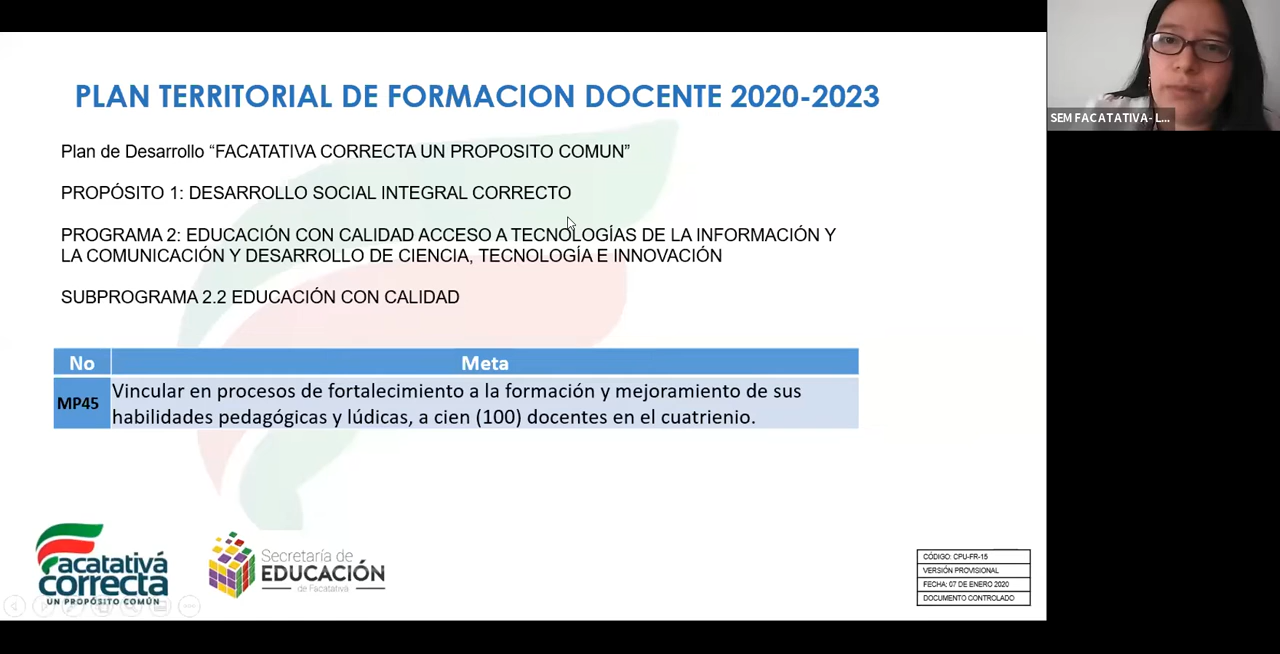 PLAN TERRITORIAL DE FORMACION DOCENTE 2020-2023
SEM FACATATIVA- L...
Plan de Desarrollo “FACATATIVA CORRECTA UN PROPOSITO COMUN”
PROPÓSITO 1: DESARROLLO SOCIAL INTEGRAL CORRECTO
PROGRAMA 2: EDUCACIÓN CON CALIDAD ACCESO A TECNOLOGÍAS DE LA INFORMACIÓN Y
LA COMUNICACIÓN Y DESARROLLO DE CIENCIA, TECNOLOGÍA E INNOVACIÓN
SUBPROGRAMA 2.2 EDUCACIÓN CON CALIDAD
No Meta
MP45 Vincular en procesos de fortalecimiento a la formación y mejoramiento de sus
habilidades pedagógicas y lúdicas, a cien (100) docentes en el cuatrienio.
Facatativá
correcta
UN PROPÓSITO COMÚN
Secretaría de
EDUCACIÓN
de Facatativá
CÓDIGO: CPU-FR-15
VERSIÓN PROVISIONAL
FECHA: 07 DE ENERO 2020
DOCUMENTO CONTROLADO